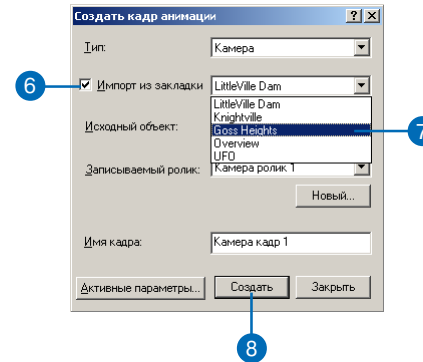 Создать кадр анимации
Тип:
Камера
6
Импорт из закладки
LittleVille Dam
LittleVille Dam
Knightville
Исходный объект:
Goss Heights
7
Overview
UFO
Записываемый ролик:
Камера ролик 1
Новый...
Имя кадра:
Камера кадр 1
Активные параметры...
Создать
Закрыть
8